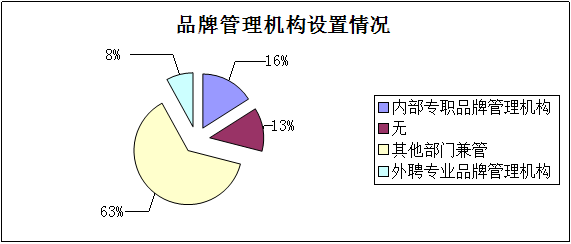 品牌管理机构设置情况
8%
16%
13%
63%
内部专职品牌管理机构
无
其他部门兼管
外聘专业品牌管理机构